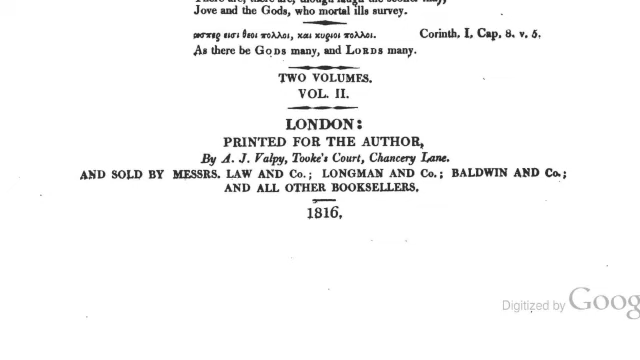 Jove and the Gods, who mortal ills survey.
ωσπερ εισι θεοι πολλοι, και κυριοι πολλοι. Corinth. I. Cap. 8. v. 5.
As there be GODS many, and LORDS many.
TWO VOLUMES.
VOL. II.
LONDON:
PRINTED FOR THE AUTHOR,
By A. J. Valpy, Tooke's Court, Chancery Lane.
AND SOLD BY MESSRS. LAW AND Co.; LONGMAN AND Co.; BALDWIN AND Co.;
AND ALL OTHER BOOKSELLERS.
1816.
Digitized by Goog